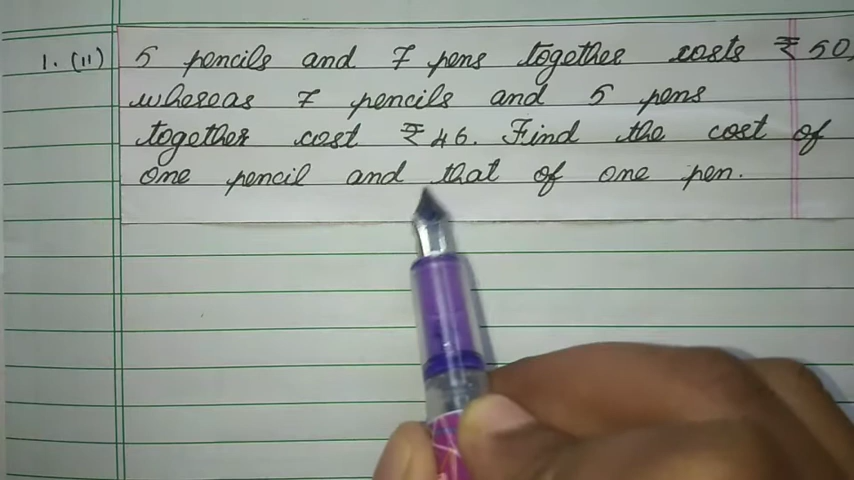 1. (11) 5 pencils and 7 pens together costs ₹ 50,
whereas 7 pencils and 5 pens
together cost ₹ 46. Find the cost of
one pencil and that of one pen.